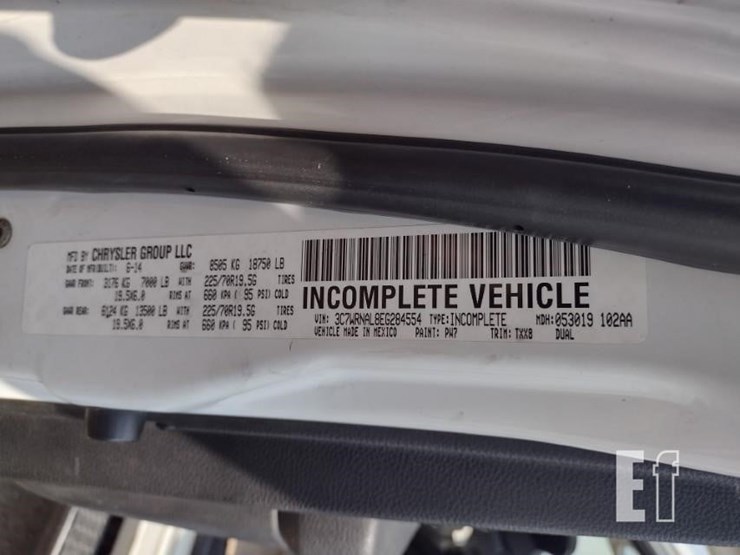 MFD BY CHRYSLER GROUP LLC
DATE OF MFR(BUILT): 6-14 GVWR: 8505 KG 18750 LB
GAWR FRONT: 3176 KG 7000 LB WITH 225/70R19.5G TIRES
19.5X6.0 RIMS AT 660 KPA ( 95 PSI) COLD
GAWR REAR: 6124 KG 13500 LB WITH 225/70R19.5G TIRES
19.5X6.0 RIMS AT 660 KPA ( 95 PSI) COLD
INCOMPLETE VEHICLE
VIN: 3C7WRNAL8EG284554 TYPE: INCOMPLETE MDH: 053019 102AA
VEHICLE MADE IN MEXICO PAINT: PW7 TRIM: TXX8 DUAL
Ef